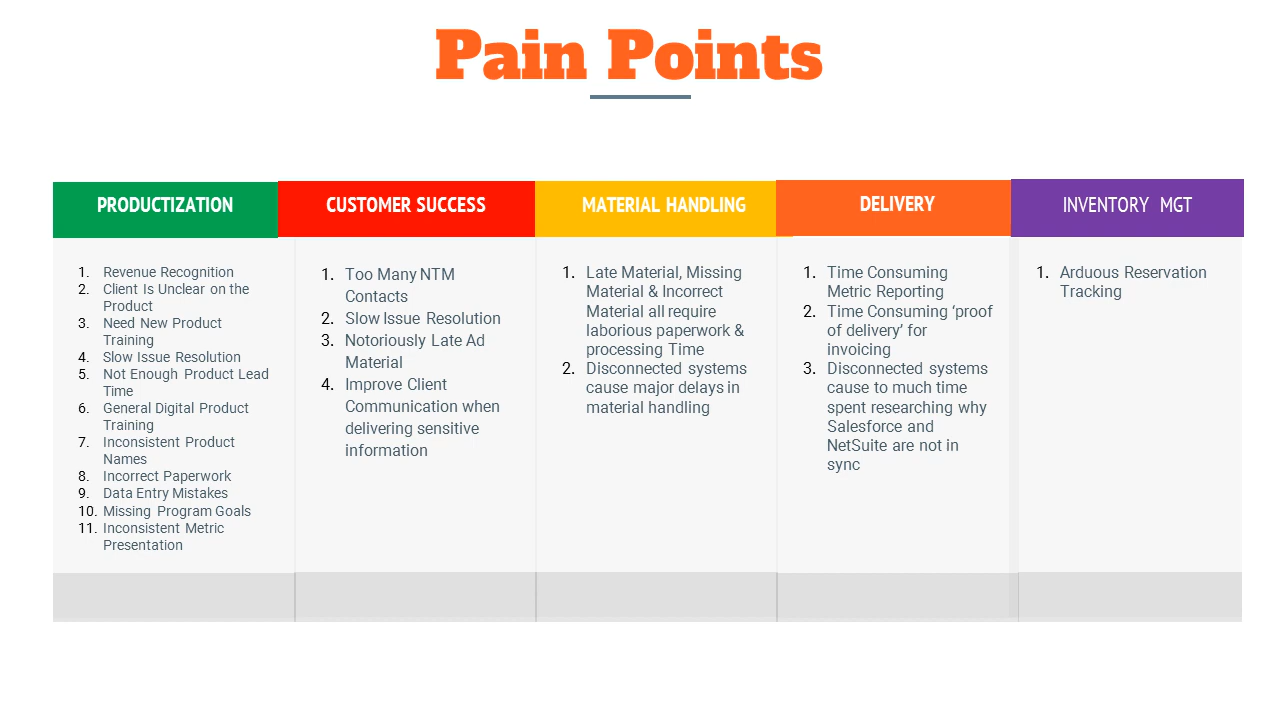 Pain Points
PRODUCTIZATION
1. Revenue Recognition
2. Client Is Unclear on the
Product
3. Need New Product
Training
4. Slow Issue Resolution
5. Not Enough Product Lead
Time
6. General Digital Product
Training
7. Inconsistent Product
Names
8. Incorrect Paperwork
9. Data Entry Mistakes
10. Missing Program Goals
11. Inconsistent Metric
Presentation
CUSTOMER SUCCESS
1. Too Many NTM
Contacts
2. Slow Issue Resolution
3. Notoriously Late Ad
Material
4. Improve Client
Communication when
delivering sensitive
information
MATERIAL HANDLING
1. Late Material, Missing
Material & Incorrect
Material all require
laborious paperwork &
processing Time
2. Disconnected systems
cause major delays in
material handling
DELIVERY
1. Time Consuming
Metric Reporting
2. Time Consuming ‘proof
of delivery’ for
invoicing
3. Disconnected systems
cause to much time
spent researching why
Salesforce and
NetSuite are not in
sync
INVENTORY MGT
1. Arduous Reservation
Tracking